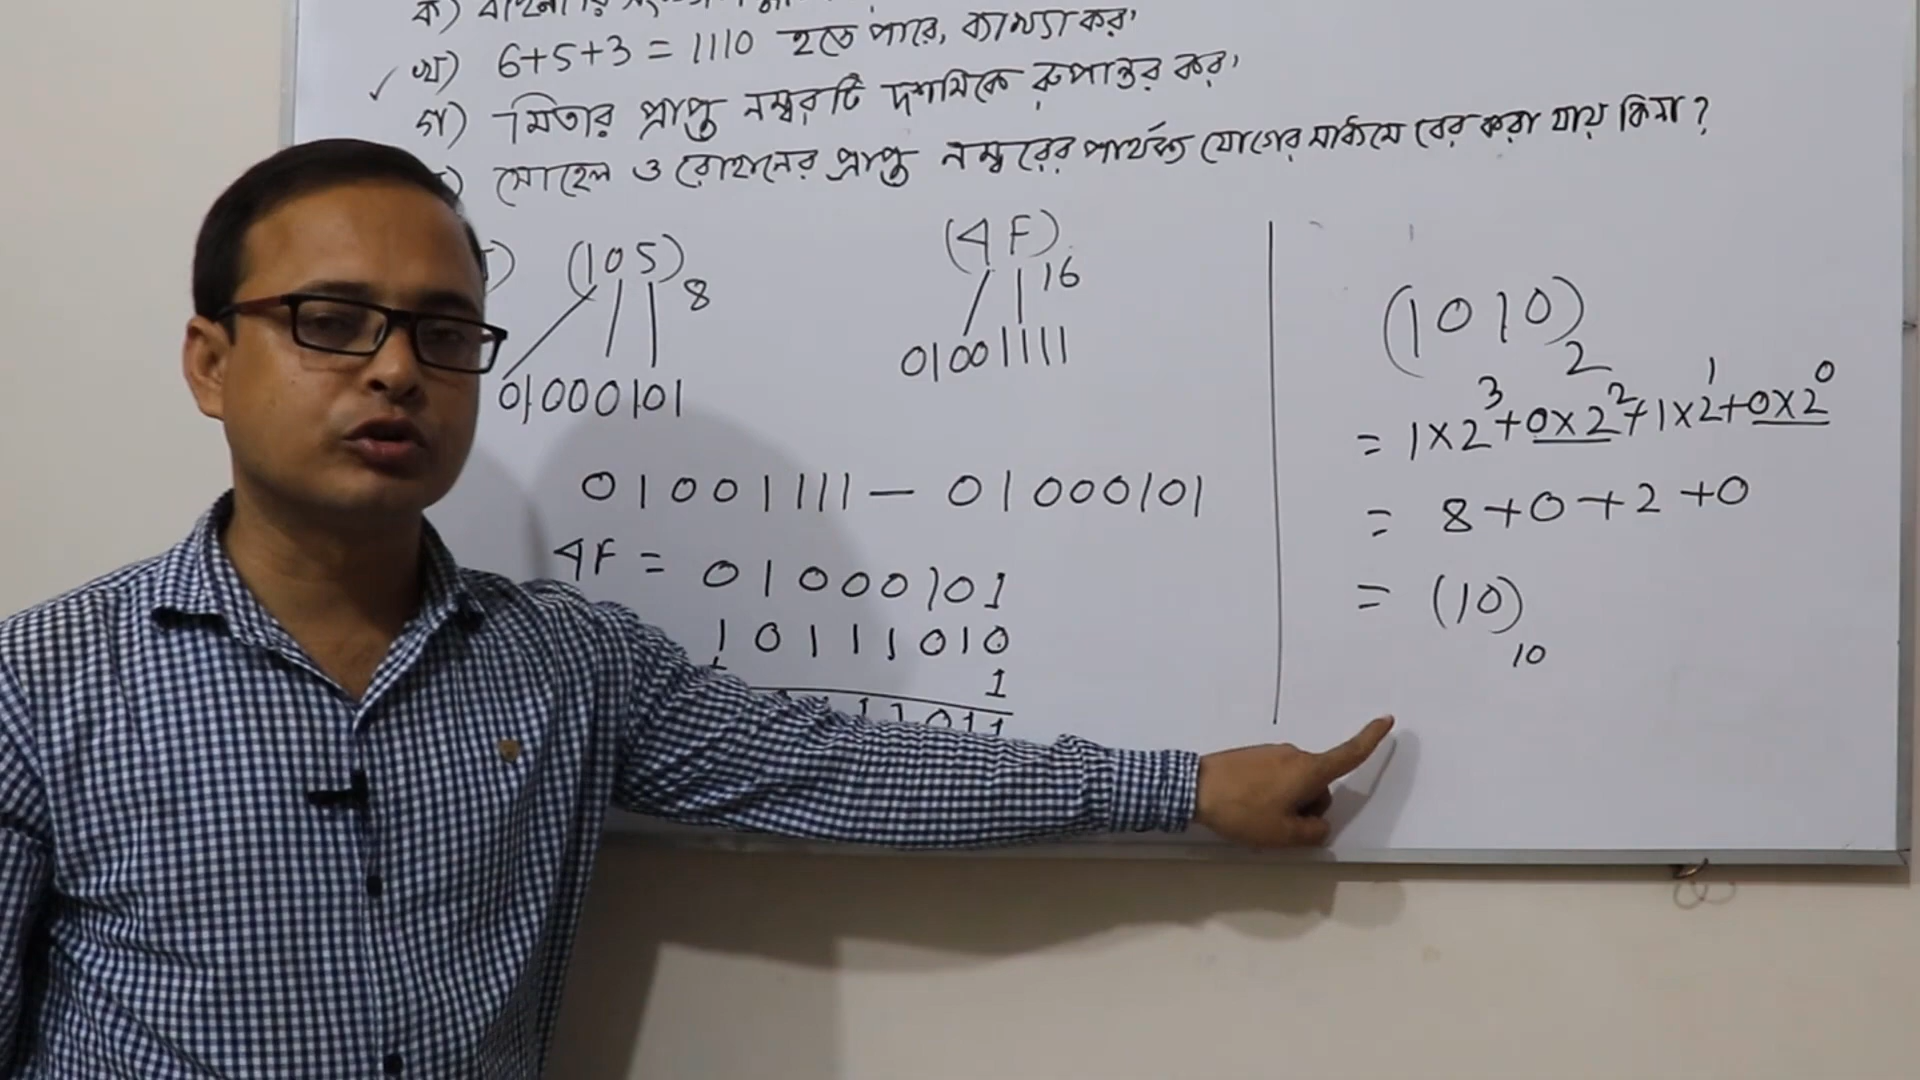 ক)
খ) 6+5+3 = 1110 হতে পারে, ব্যাখ্যা কর।
গ) মিতার প্রাপ্ত নম্বরটি দশমিকে রুপান্তর কর।
সোহেল ও রোহানের প্রাপ্ত নম্বরের পার্থক্য যোগের মাধ্যমে বের করা যায় কিনা?
(105)8
01000101
(4F)16
01001111
01001111 — 01000101
4F = 01000101
10111010
1
11011
(1010)2
= 1×2³+0×2²+1×2¹+0×2⁰
= 8+0+2+0
= (10)10